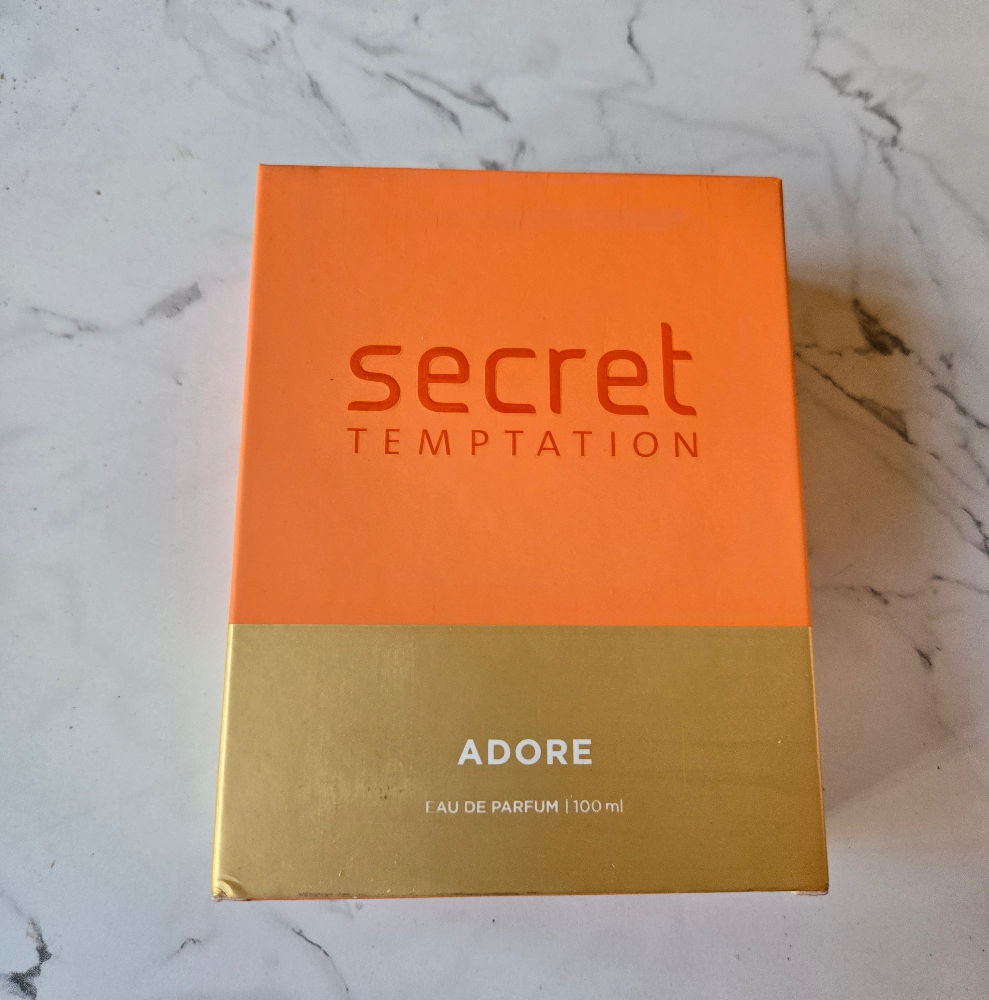 secret
TEMPTATION
ADORE
EAU DE PARFUM | 100 ml